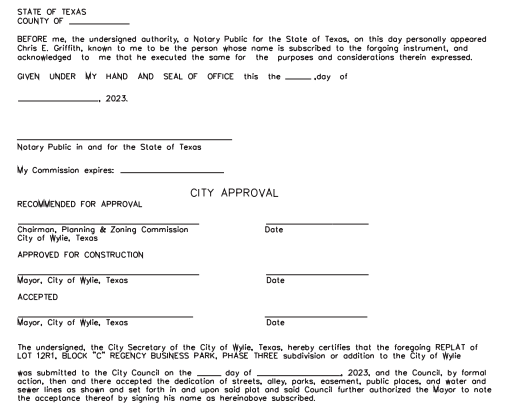 STATE OF TEXAS
COUNTY OF ____________
BEFORE me, the undersigned authority, a Notary Public for the State of Texas, on this day personally appeared
Chris E. Griffith, known to me to be the person whose name is subscribed to the forgoing instrument, and
acknowledged to me that he executed the same for the purposes and considerations therein expressed.
GIVEN UNDER MY HAND AND SEAL OF OFFICE this the _____,day of
________________, 2023.
Notary Public in and for the State of Texas
My Commission expires: ____________________
CITY APPROVAL
RECOMMENDED FOR APPROVAL
Chairman, Planning & Zoning Commission Date
City of Wylie, Texas
APPROVED FOR CONSTRUCTION
Mayor, City of Wylie, Texas Date
ACCEPTED
Mayor, City of Wylie, Texas Date
The undersigned, the City Secretary of the City of Wylie, Texas, hereby certifies that the foregoing REPLAT of
LOT 12R1, BLOCK "C" REGENCY BUSINESS PARK, PHASE THREE subdivision or addition to the City of Wylie
was submitted to the City Council on the _____ day of _________________, 2023, and the Council, by formal
action, then and there accepted the dedication of streets, alley, parks, easement, public places, and water and
sewer lines as shown and set forth in and upon said plat and said Council further authorized the Mayor to note
the acceptance thereof by signing his name as hereinabove subscribed.